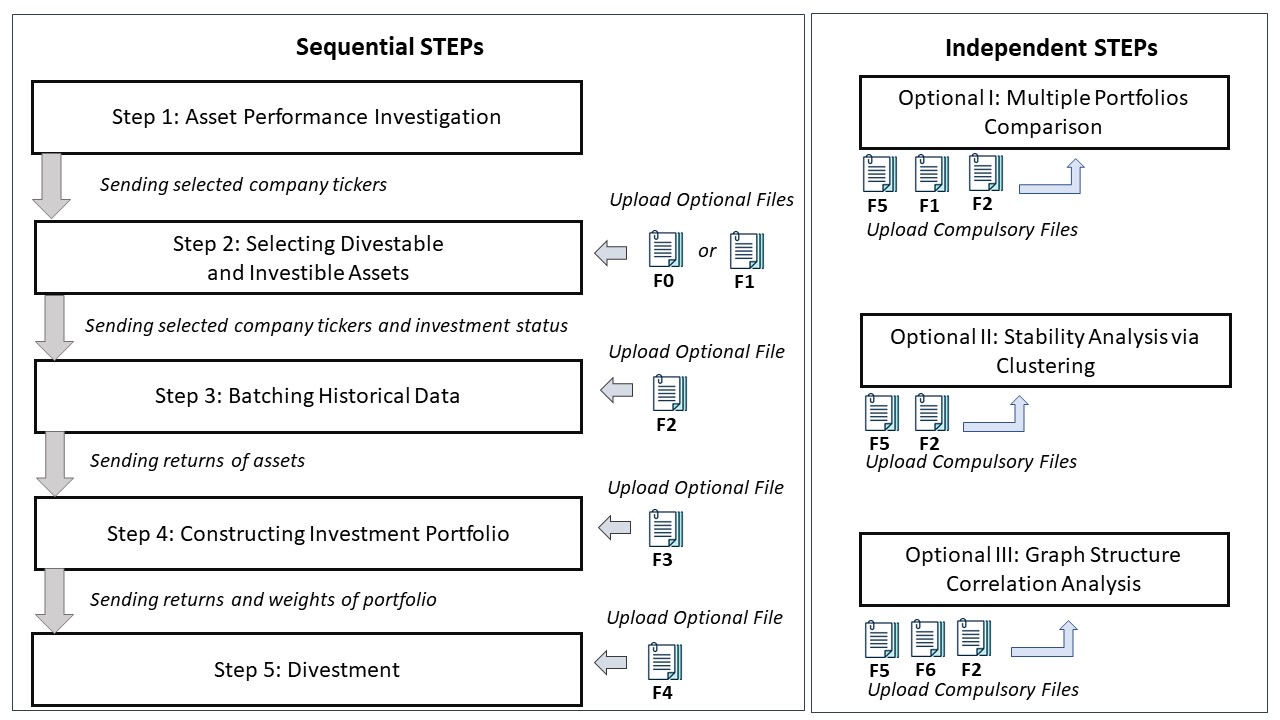 Sequential STEPs
Step 1: Asset Performance Investigation
Sending selected company tickers
Upload Optional Files
Step 2: Selecting Divestable
and Investible Assets
or
F0
F1
Sending selected company tickers and investment status
Upload Optional File
Step 3: Batching Historical Data
F2
Sending returns of assets
Upload Optional File
Step 4: Constructing Investment Portfolio
F3
Sending returns and weights of portfolio
Upload Optional File
Step 5: Divestment
F4
Independent STEPs
Optional I: Multiple Portfolios
Comparison
F5 F1 F2
Upload Compulsory Files
Optional II: Stability Analysis via
Clustering
F5 F2
Upload Compulsory Files
Optional III: Graph Structure
Correlation Analysis
F5 F6 F2
Upload Compulsory Files